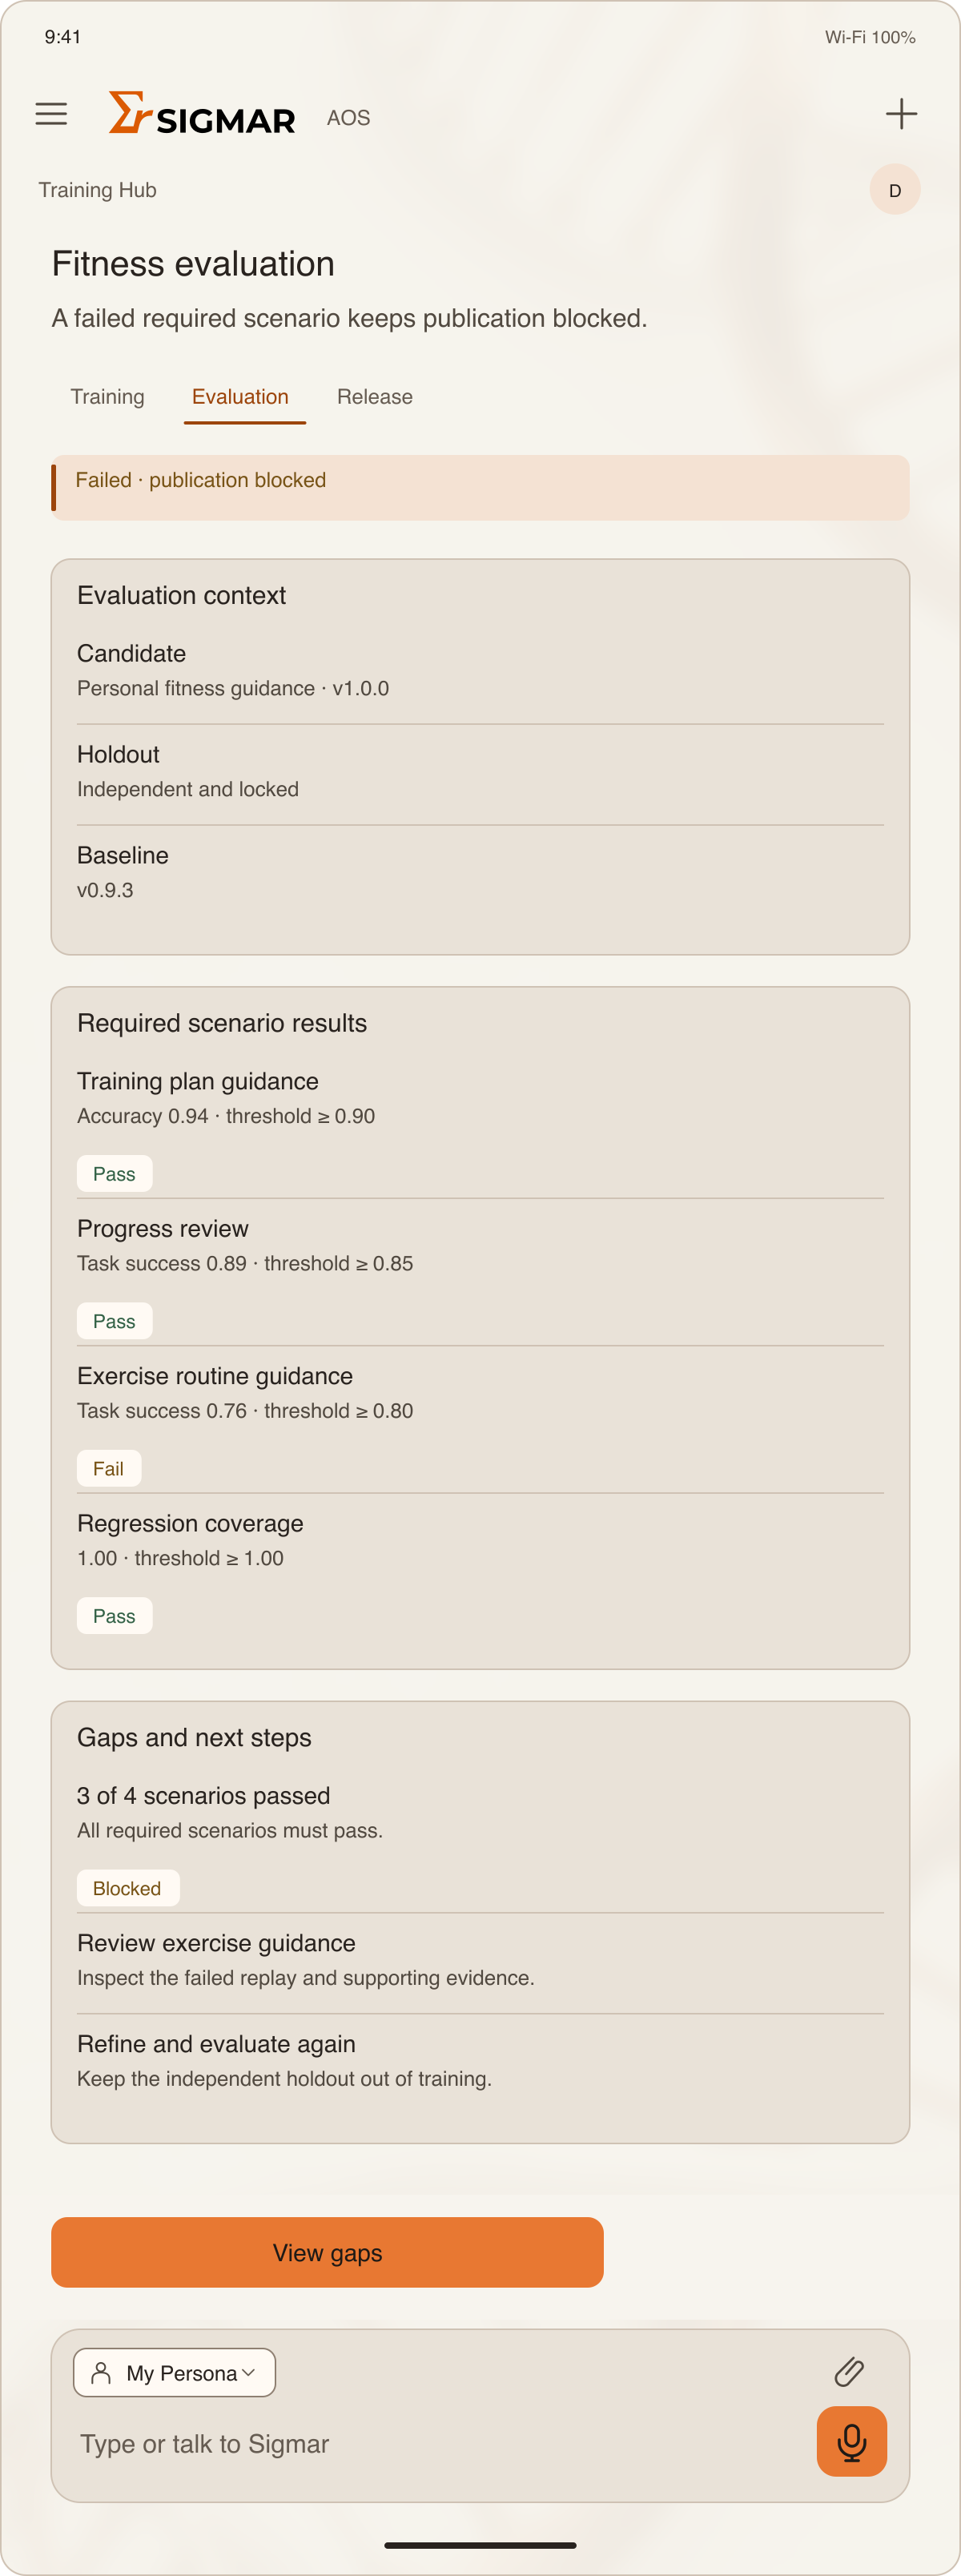 9:41
Wi-Fi 100%
Σr SIGMAR AOS
Training Hub
D
Fitness evaluation
A failed required scenario keeps publication blocked.
Training
Evaluation
Release
Failed · publication blocked
Evaluation context
Candidate
Personal fitness guidance · v1.0.0
Holdout
Independent and locked
Baseline
v0.9.3
Required scenario results
Training plan guidance
Accuracy 0.94 · threshold ≥ 0.90
Pass
Progress review
Task success 0.89 · threshold ≥ 0.85
Pass
Exercise routine guidance
Task success 0.76 · threshold ≥ 0.80
Fail
Regression coverage
1.00 · threshold ≥ 1.00
Pass
Gaps and next steps
3 of 4 scenarios passed
All required scenarios must pass.
Blocked
Review exercise guidance
Inspect the failed replay and supporting evidence.
Refine and evaluate again
Keep the independent holdout out of training.
View gaps
My Persona
Type or talk to Sigmar